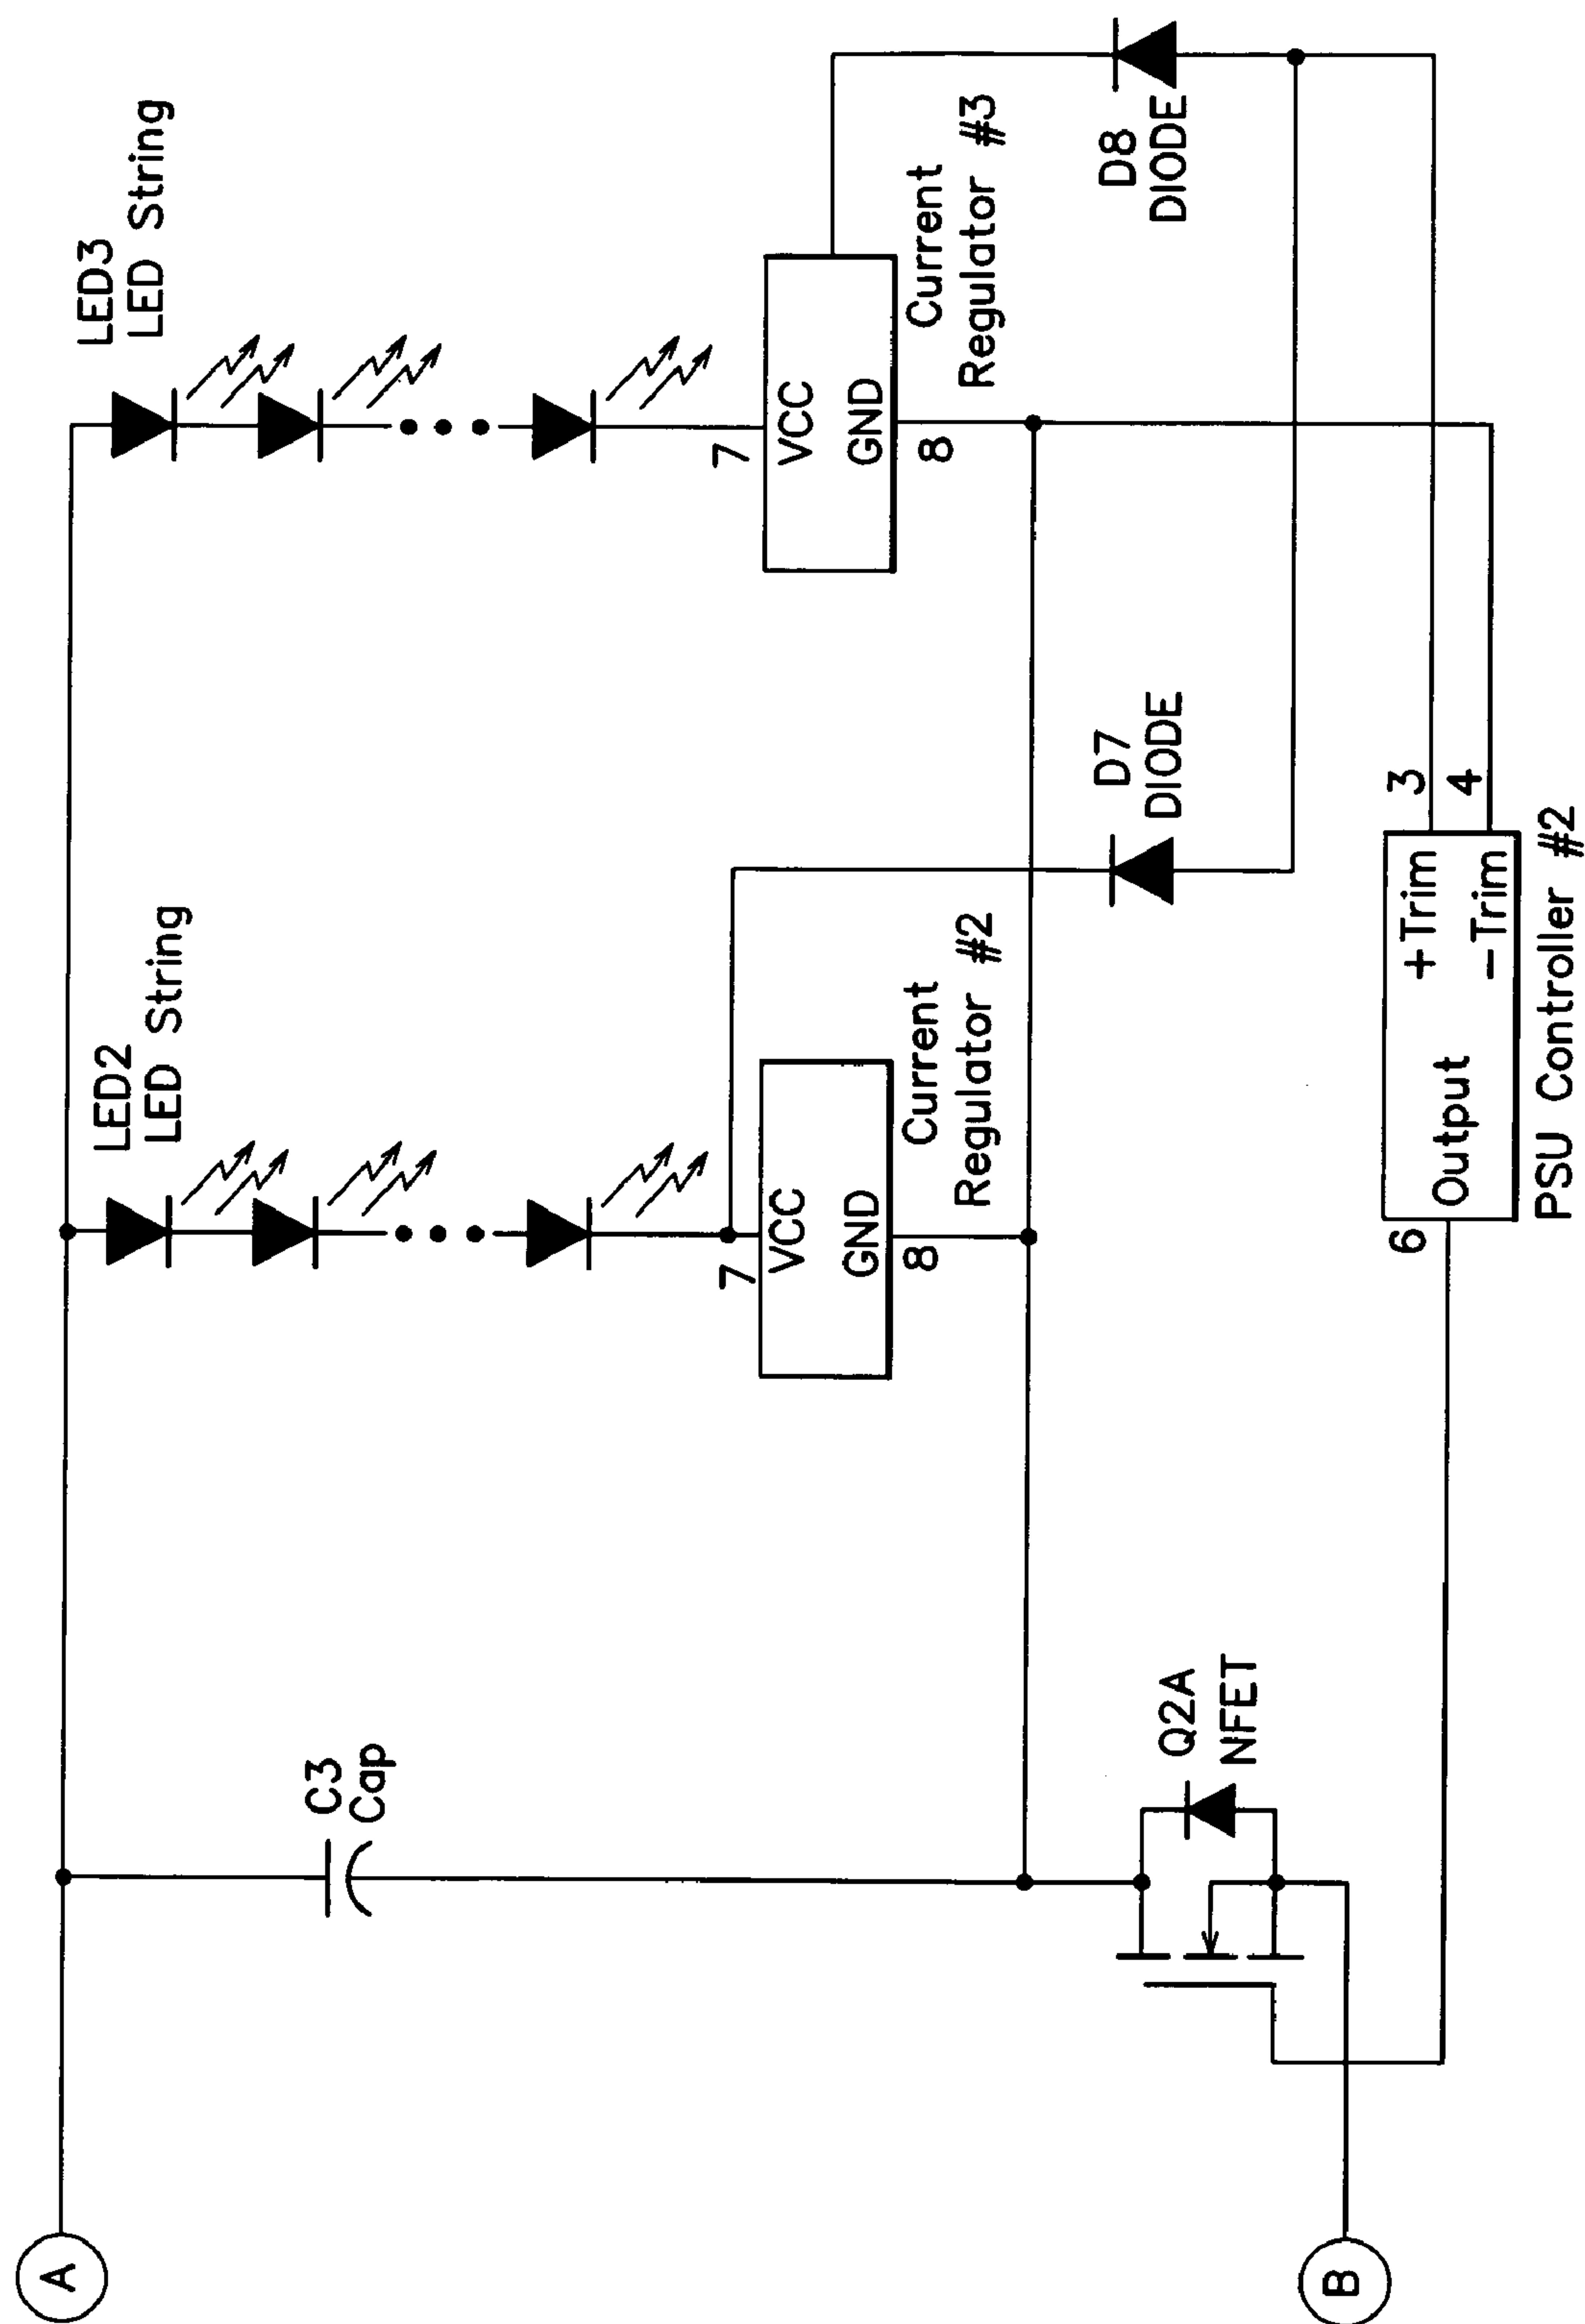 A
B
C3
Cap
Q2A
NFET
LED2
LED String
7
VCC
GND
8
Current
Regulator #2
D7
DIODE
LED3
LED String
7
VCC
GND
8
Current
Regulator #3
D8
DIODE
6
Output
+Trim
-Trim
3
4
PSU Controller #2